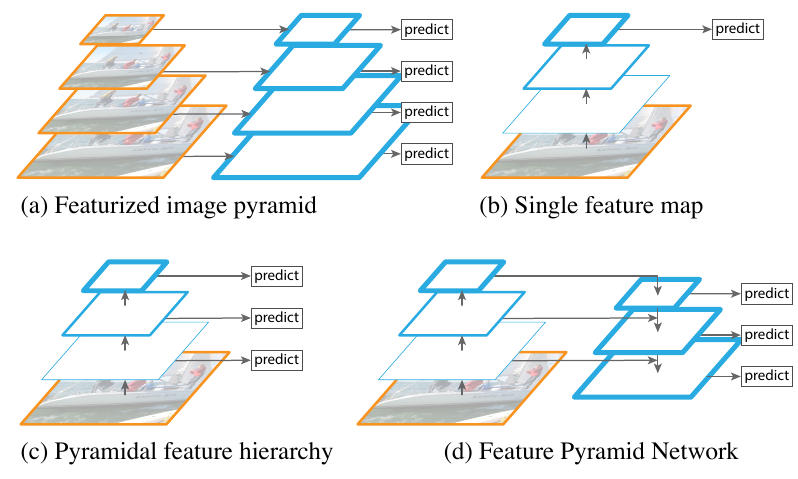 predict
predict
predict
predict
predict
(a) Featurized image pyramid
(b) Single feature map
predict
predict
predict
predict
predict
predict
(c) Pyramidal feature hierarchy
(d) Feature Pyramid Network